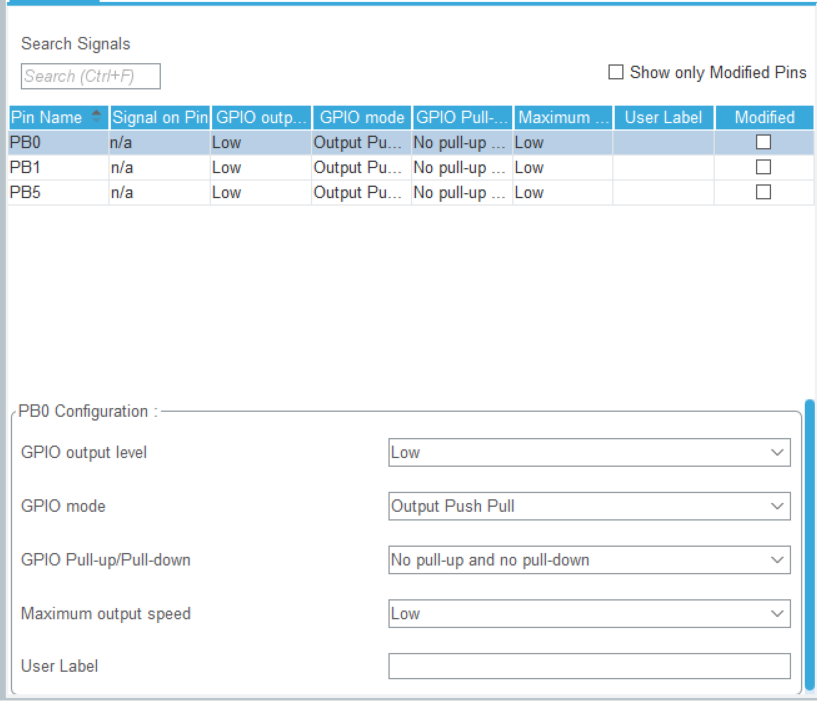 Search Signals
Search (Ctrl+F)
Show only Modified Pins
Pin Name Signal on Pin GPIO outp... GPIO mode GPIO Pull-... Maximum ... User Label Modified
PB0 n/a Low Output Pu... No pull-up ... Low
PB1 n/a Low Output Pu... No pull-up ... Low
PB5 n/a Low Output Pu... No pull-up ... Low
PB0 Configuration :
GPIO output level Low
GPIO mode Output Push Pull
GPIO Pull-up/Pull-down No pull-up and no pull-down
Maximum output speed Low
User Label